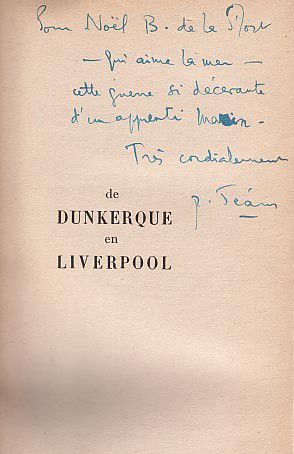 Pour Noël B. de la Mort
— qui aime la mer —
cette guerre si décevante
d'un apprenti Marin -
Très cordialement
de
DUNKERQUE
en
LIVERPOOL